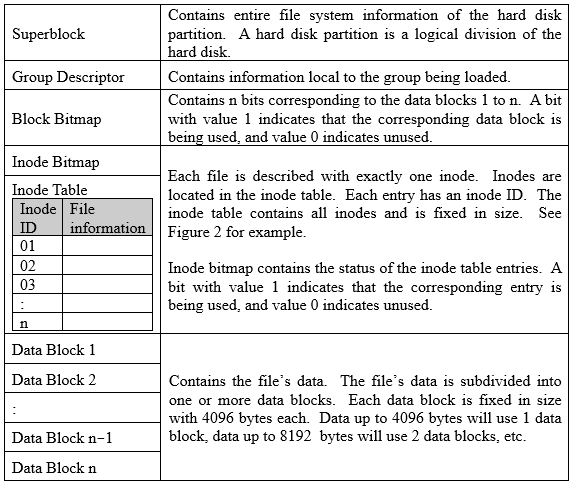 Superblock
Contains entire file system information of the hard disk
partition. A hard disk partition is a logical division of the
hard disk.
Group Descriptor
Contains information local to the group being loaded.
Block Bitmap
Contains n bits corresponding to the data blocks 1 to n. A bit
with value 1 indicates that the corresponding data block is
being used, and value 0 indicates unused.
Inode Bitmap
Inode Table
Inode ID
File information
01
02
03
:
n
Each file is described with exactly one inode. Inodes are
located in the inode table. Each entry has an inode ID. The
inode table contains all inodes and is fixed in size. See
Figure 2 for example.
Inode bitmap contains the status of the inode table entries. A
bit with value 1 indicates that the corresponding entry is
being used, and value 0 indicates unused.
Data Block 1
Data Block 2
:
Data Block n−1
Data Block n
Contains the file's data. The file's data is subdivided into
one or more data blocks. Each data block is fixed in size
with 4096 bytes each. Data up to 4096 bytes will use 1 data
block, data up to 8192 bytes will use 2 data blocks, etc.